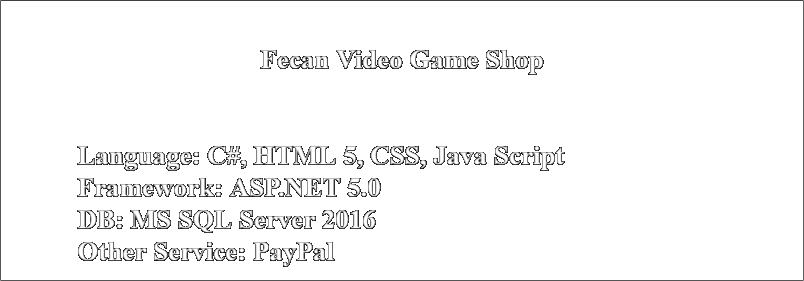 Fecan Video Game Shop
Language: C#, HTML 5, CSS, Java Script
Framework: ASP.NET 5.0
DB: MS SQL Server 2016
Other Service: PayPal